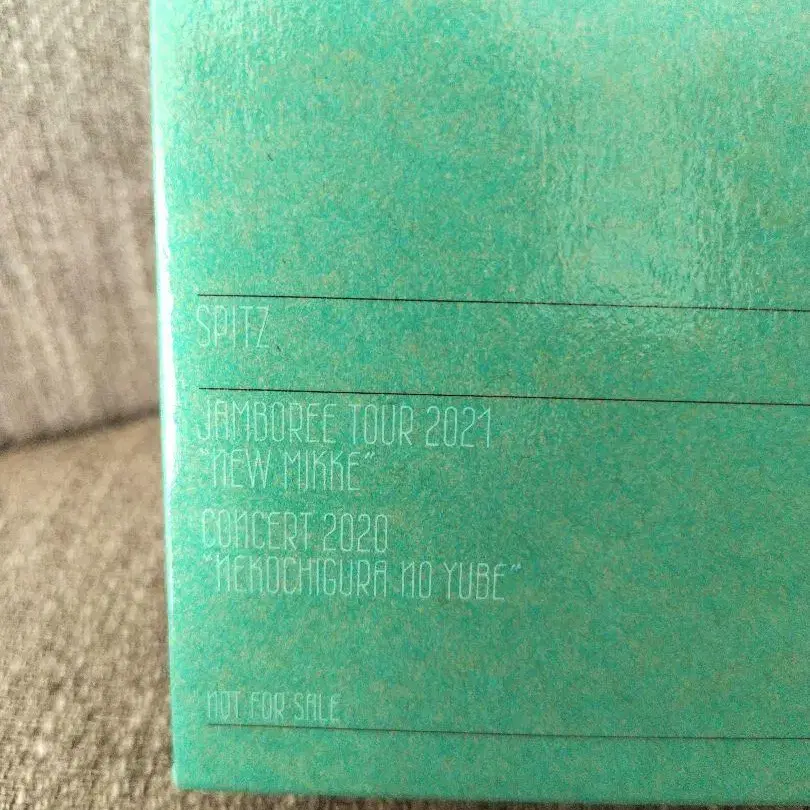 SPITZ
JAMBOREE TOUR 2021
"NEW MIKKE"
CONCERT 2020
"NEKOCHIGURA NO YUBE"
NOT FOR SALE